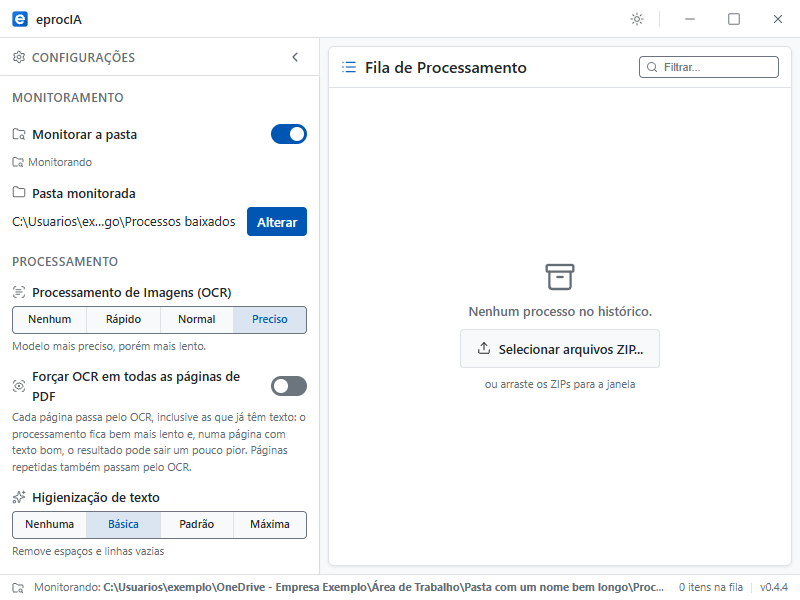 eprocIA
CONFIGURAÇÕES
MONITORAMENTO
Monitorar a pasta
Monitorando
Pasta monitorada
C:\Usuarios\ex...go\Processos baixados
Alterar
PROCESSAMENTO
Processamento de Imagens (OCR)
Nenhum Rápido Normal Preciso
Modelo mais preciso, porém mais lento.
Forçar OCR em todas as páginas de
PDF
Cada página passa pelo OCR, inclusive as que já têm texto: o
processamento fica bem mais lento e, numa página com
texto bom, o resultado pode sair um pouco pior. Páginas
repetidas também passam pelo OCR.
Higienização de texto
Nenhuma Básica Padrão Máxima
Remove espaços e linhas vazias
Fila de Processamento
Filtrar...
Nenhum processo no histórico.
Selecionar arquivos ZIP...
ou arraste os ZIPs para a janela
Monitorando: C:\Usuarios\exemplo\OneDrive - Empresa Exemplo\Área de Trabalho\Pasta com um nome bem longo\Proc...
0 itens na fila
v0.4.4